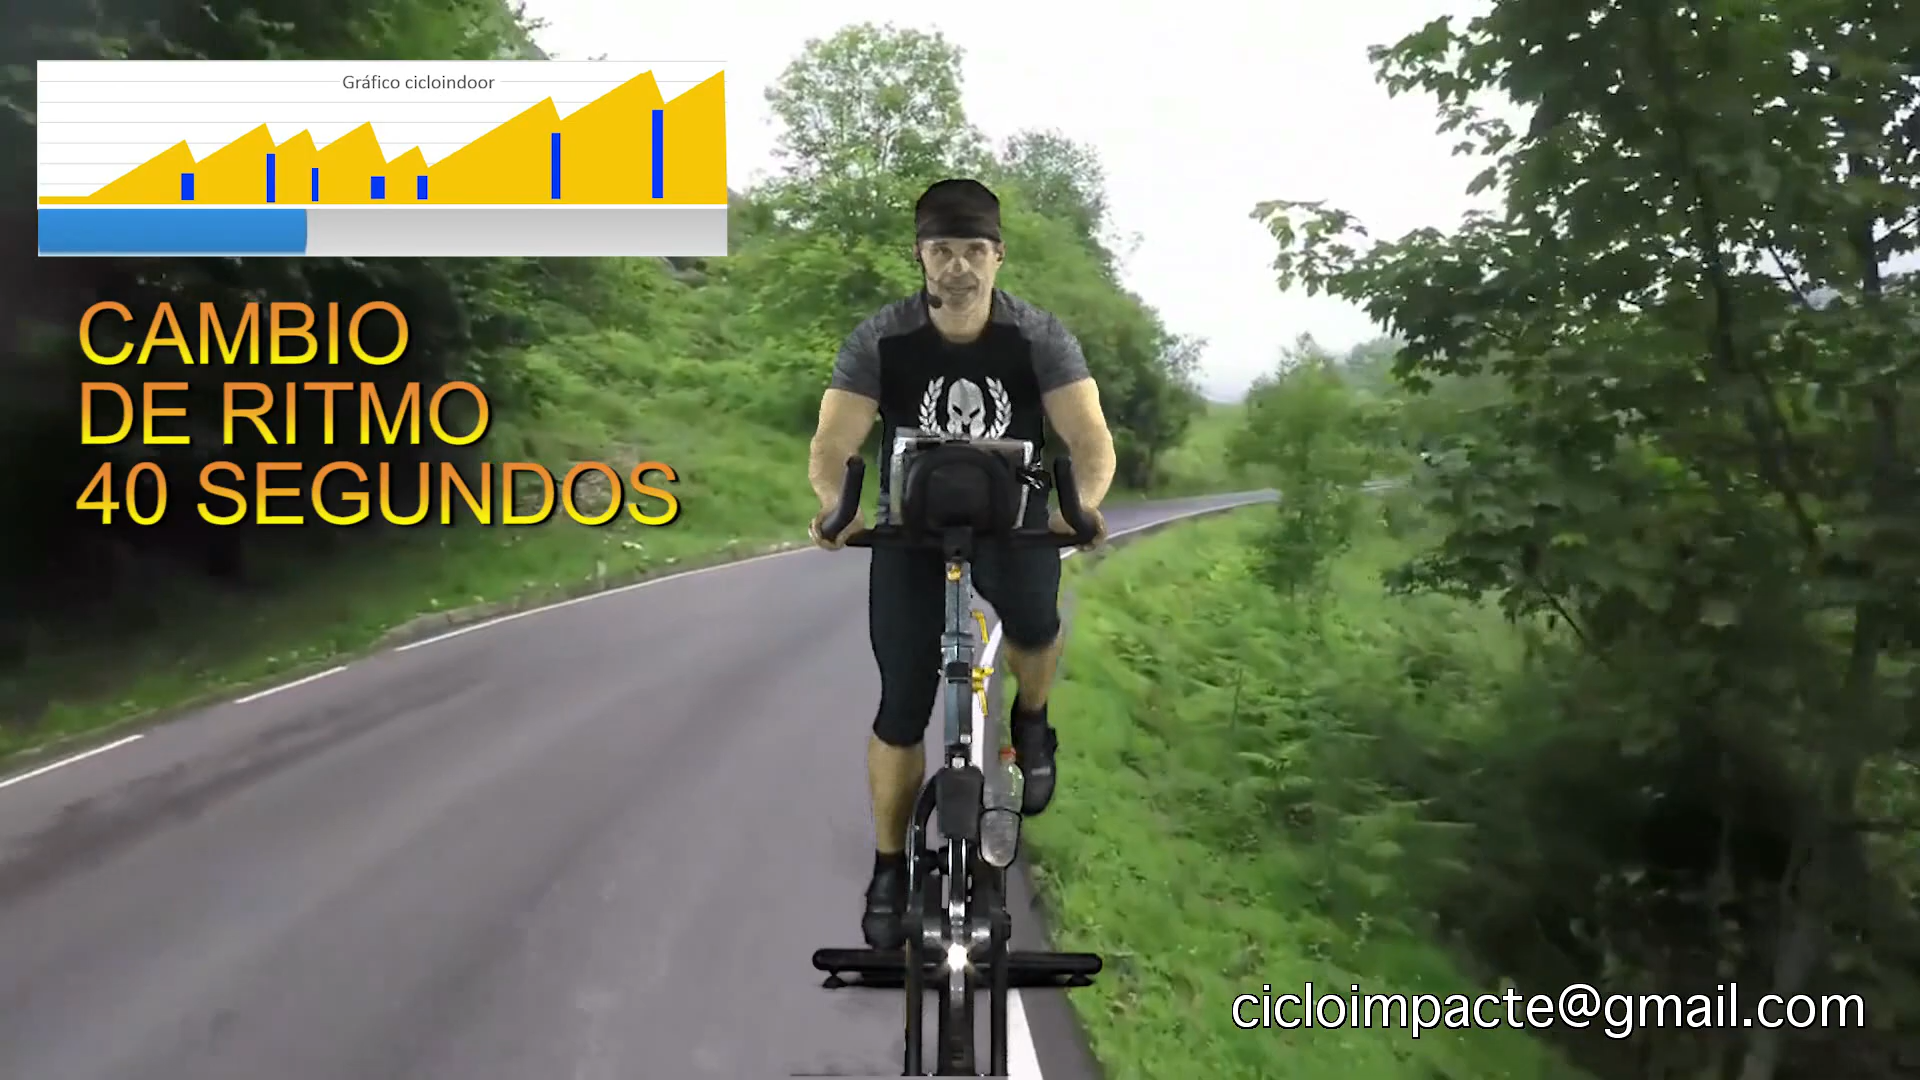 Gráfico cicloindoor
CAMBIO
DE RITMO
40 SEGUNDOS
cicloimpacte@gmail.com